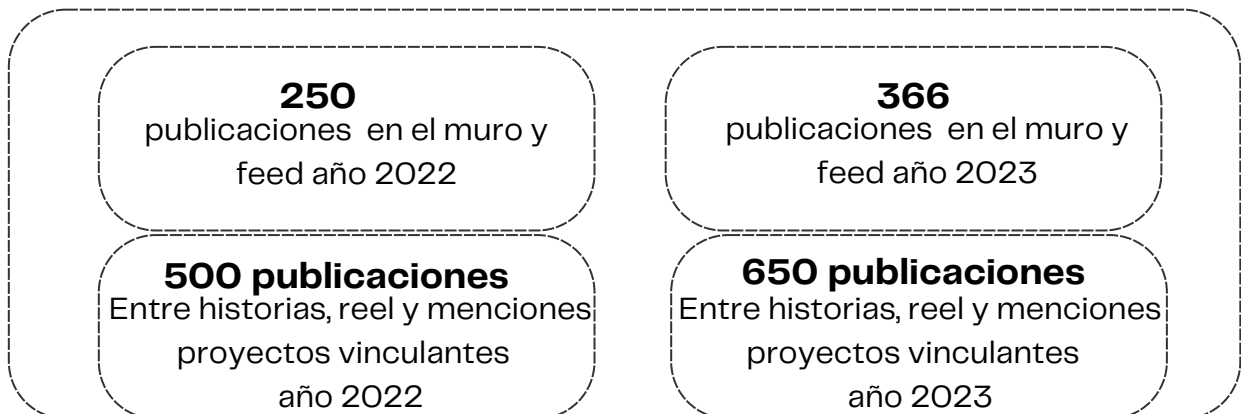 250
publicaciones en el muro y
feed año 2022
366
publicaciones en el muro y
feed año 2023
500 publicaciones
Entre historias, reel y menciones
proyectos vinculantes
año 2022
650 publicaciones
Entre historias, reel y menciones
proyectos vinculantes
año 2023